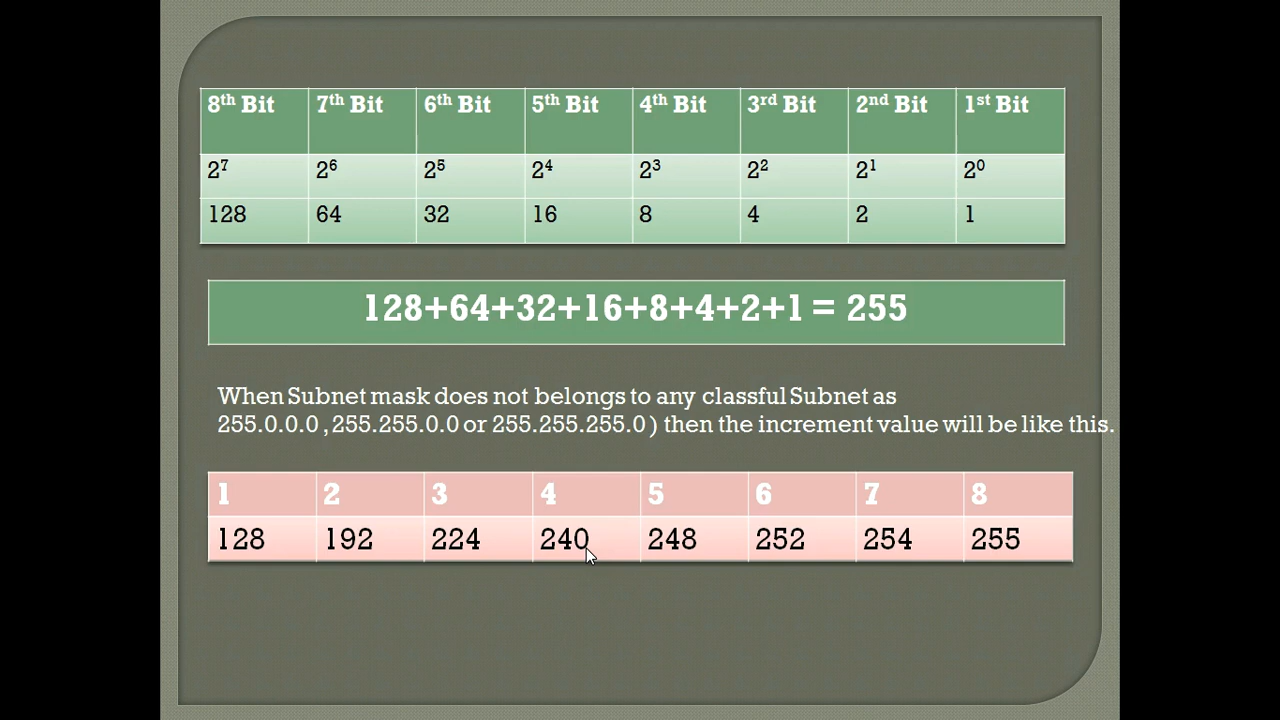 8th Bit 7th Bit 6th Bit 5th Bit 4th Bit 3rd Bit 2nd Bit 1st Bit
2⁷ 2⁶ 2⁵ 2⁴ 2³ 2² 2¹ 2⁰
128 64 32 16 8 4 2 1
128+64+32+16+8+4+2+1 = 255
When Subnet mask does not belongs to any classful Subnet as
255.0.0.0 , 255.255.0.0 or 255.255.255.0 ) then the increment value will be like this.
1 2 3 4 5 6 7 8
128 192 224 240 248 252 254 255